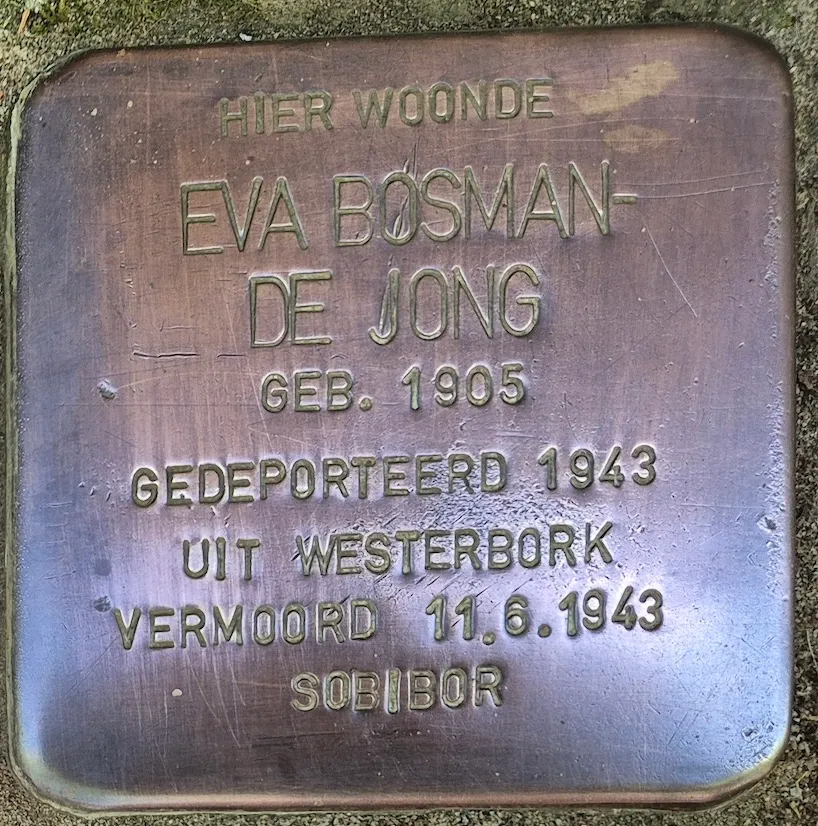 HIER WOONDE
EVA BOSMAN-
DE JONG
GEB. 1905
GEDEPORTEERD 1943
UIT WESTERBORK
VERMOORD 11.6.1943
SOBIBOR